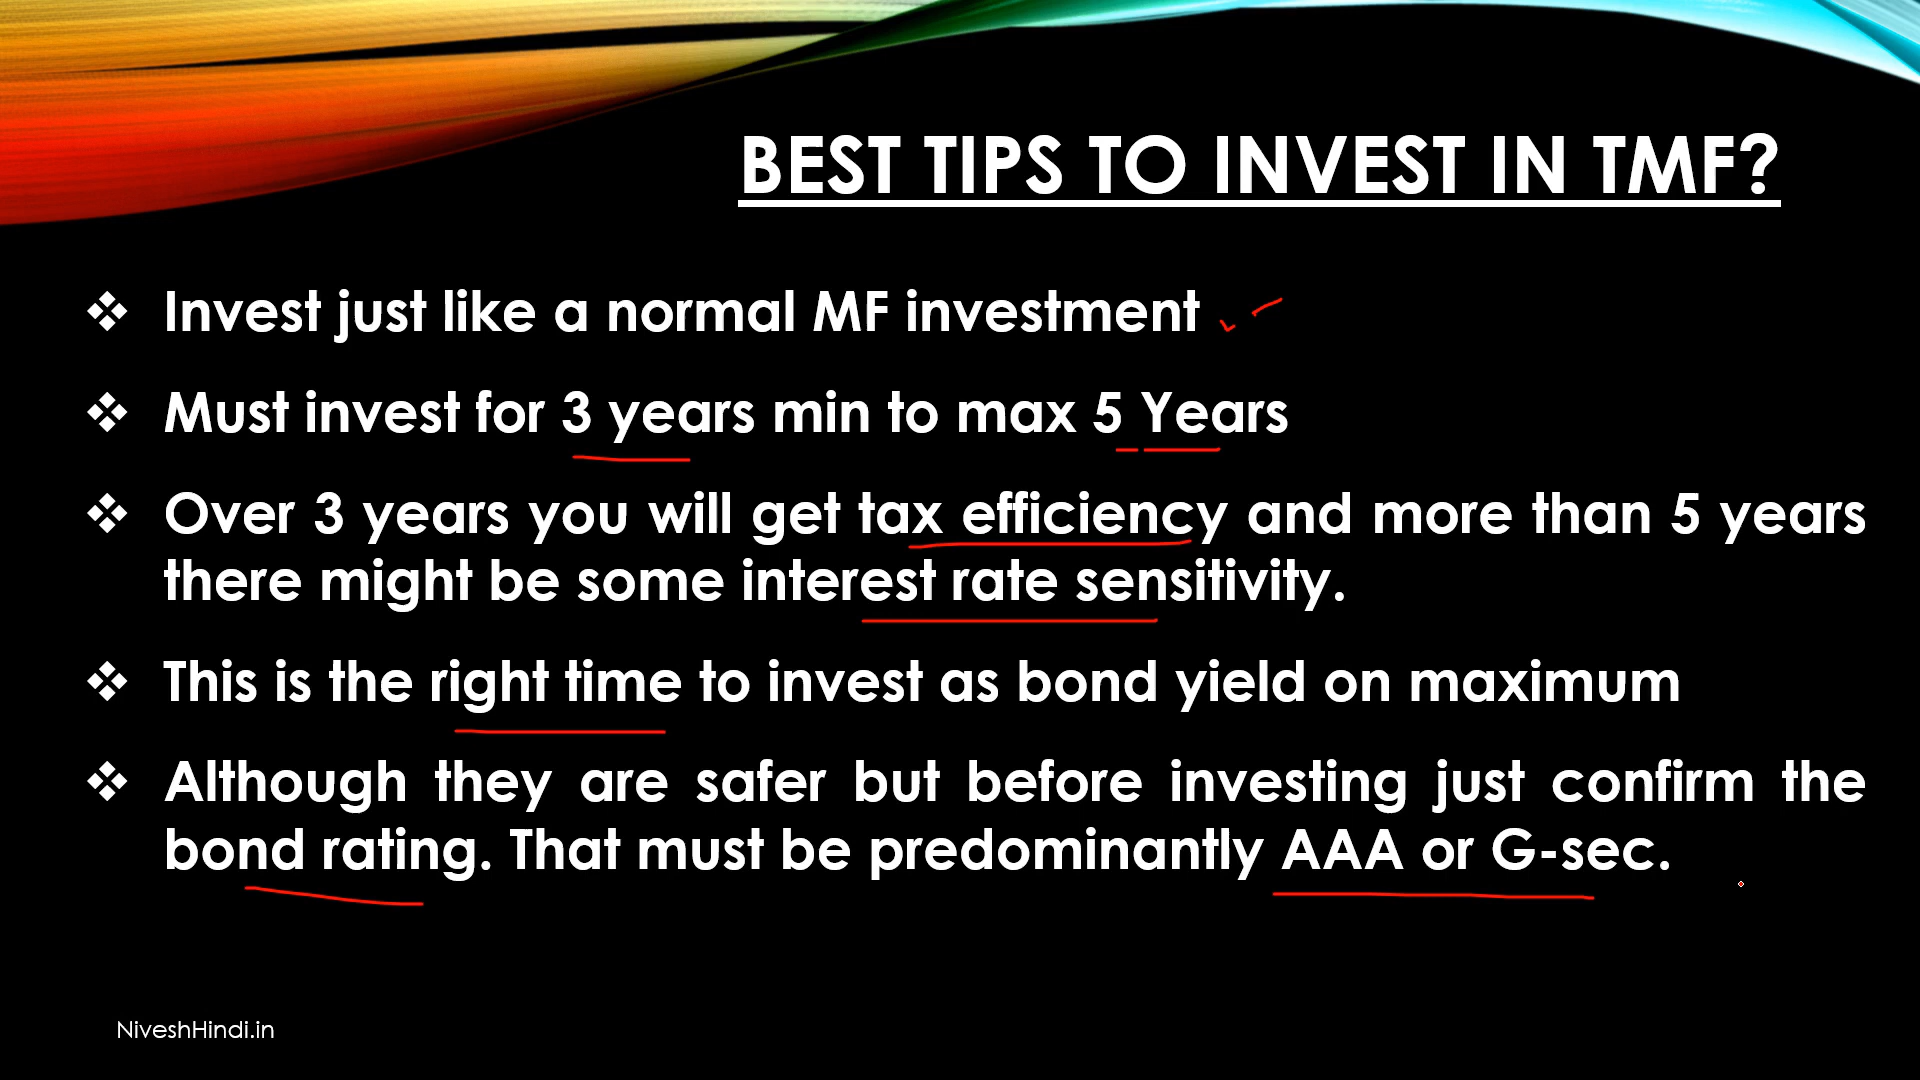 BEST TIPS TO INVEST IN TMF?
❖ Invest just like a normal MF investment
❖ Must invest for 3 years min to max 5 Years
❖ Over 3 years you will get tax efficiency and more than 5 years
there might be some interest rate sensitivity.
❖ This is the right time to invest as bond yield on maximum
❖ Although they are safer but before investing just confirm the
bond rating. That must be predominantly AAA or G-sec.
NiveshHindi.in